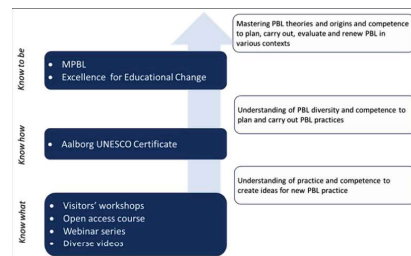 Mastering PBL theories and origins and competence
to plan, carry out, evaluate and renew PBL in
various contexts
Know to be
• MPBL
• Excellence for Educational Change
Understanding of PBL diversity and competence to
plan and carry out PBL practices
Know how
• Aalborg UNESCO Certificate
Understanding of practice and competence to
create ideas for new PBL practice
Know what
• Visitors' workshops
• Open access course
• Webinar series
• Diverse videos